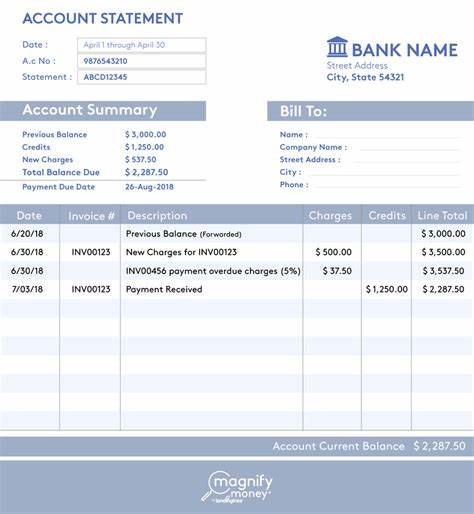 ACCOUNT STATEMENT
Date : April 1 through April 30
A.c No : 9876543210
Statement : ABCD12345
BANK NAME
Street Address
City, State 54321
Account Summary
Previous Balance $ 3,000.00
Credits $ 1,250.00
New Charges $ 537.50
Total Balance Due $ 2,287.50
Payment Due Date 26-Aug-2018
Bill To:
Name :
Company Name :
Street Address :
City :
Phone :
Date Invoice # Description Charges Credits Line Total
6/20/18 Previous Balance (Forwarded) $ 3,000.00
6/30/18 INV00123 New Charges for INV00123 $ 500.00 $ 3,500.00
6/30/18 INV00456 payment overdue charges (5%) $ 37.50 $ 3,537.50
7/03/18 INV00123 Payment Received $ 1,250.00 $ 2,287.50
Account Current Balance $ 2,287.50
magnify
money
by lendingtree